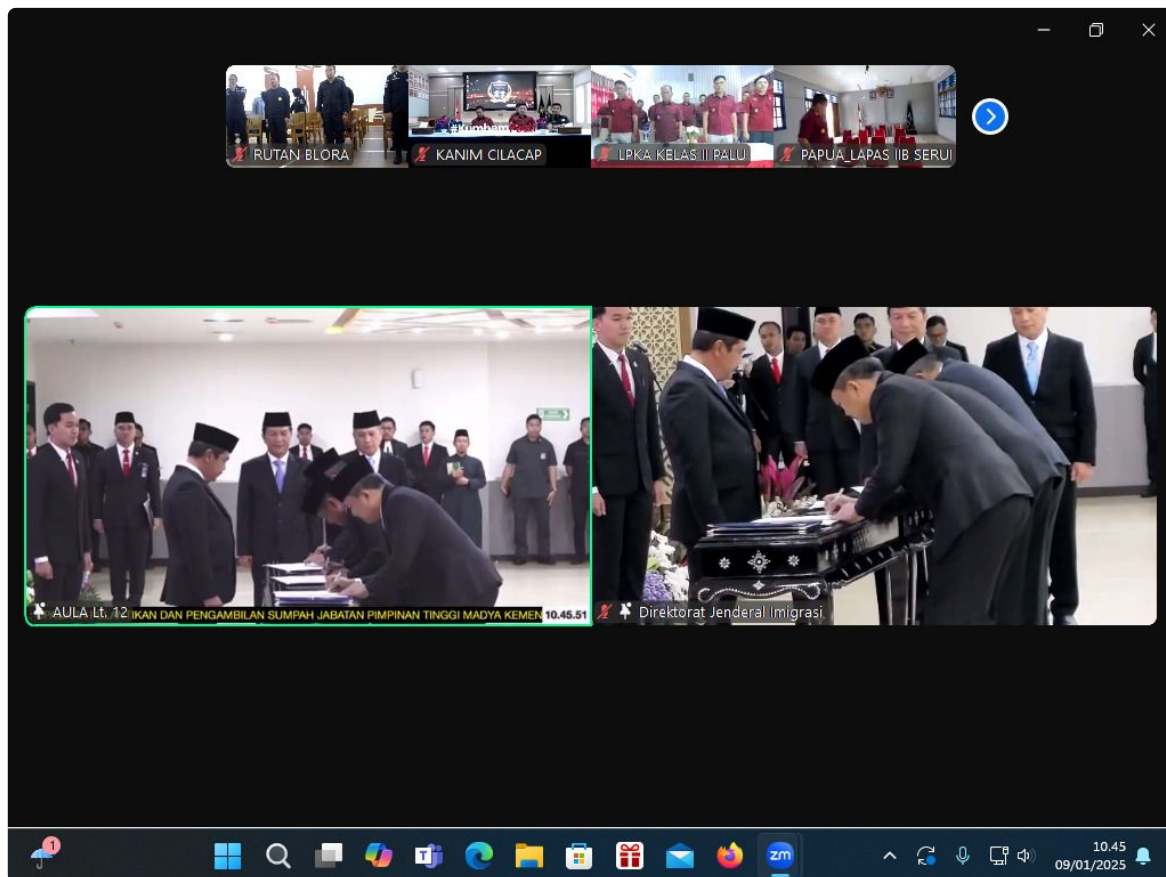 RUTAN BLORA
KANIM CILACAP
LPKA KELAS II PALU
PAPUA_LAPAS IIB SERUI
AULA Lt. 12
IKAN DAN PENGAMBILAN SUMPAH JABATAN PIMPINAN TINGGI MADYA KEMEN 10.45.51
Direktorat Jenderal Imigrasi
1
zm
10.45
09/01/2025